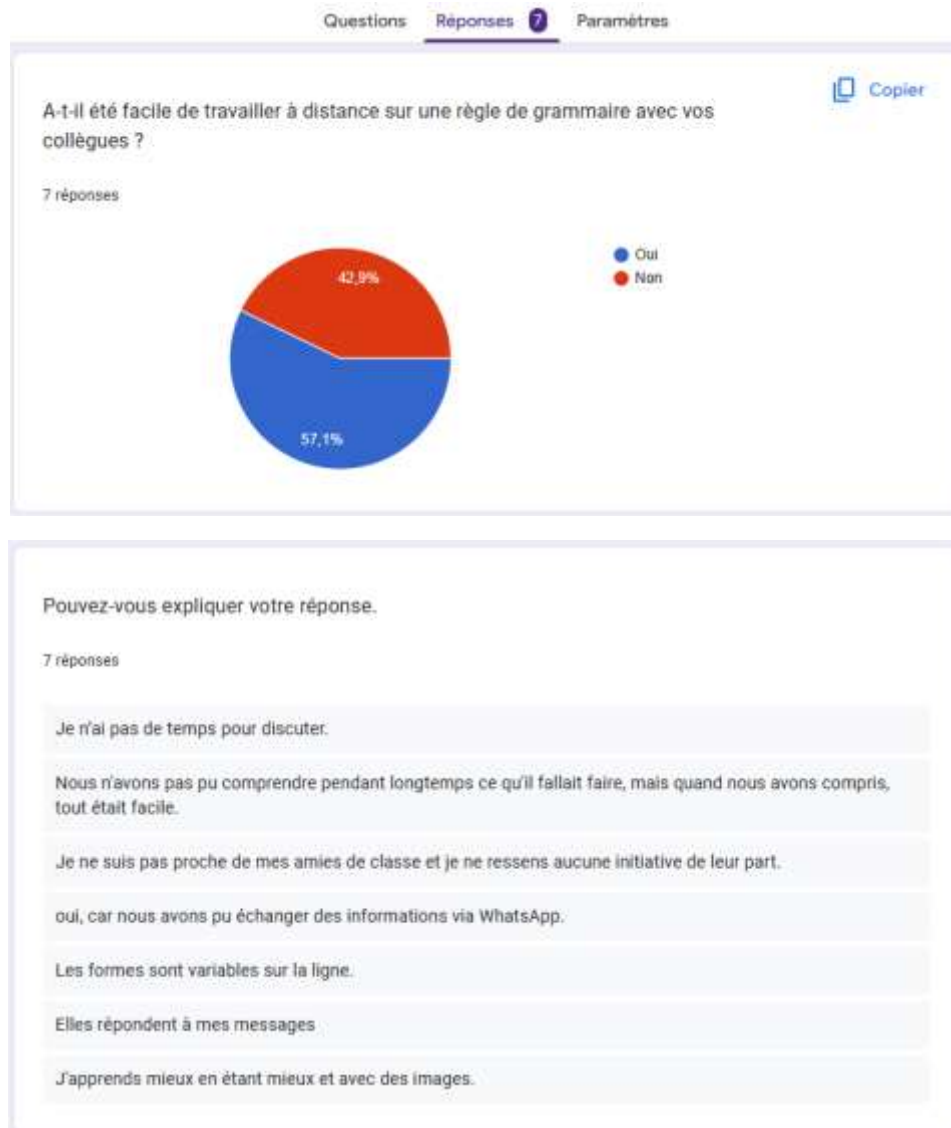 Questions Réponses 7 Paramètres
Copier
A-t-il été facile de travailler à distance sur une règle de grammaire avec vos
collègues ?
7 réponses
42,9%
57,1%
Oui
Non
Pouvez-vous expliquer votre réponse.
7 réponses
Je n'ai pas de temps pour discuter.
Nous n'avons pas pu comprendre pendant longtemps ce qu'il fallait faire, mais quand nous avons compris,
tout était facile.
Je ne suis pas proche de mes amies de classe et je ne ressens aucune initiative de leur part.
oui, car nous avons pu échanger des informations via WhatsApp.
Les formes sont variables sur la ligne.
Elles répondent à mes messages
J'apprends mieux en étant mieux et avec des images.